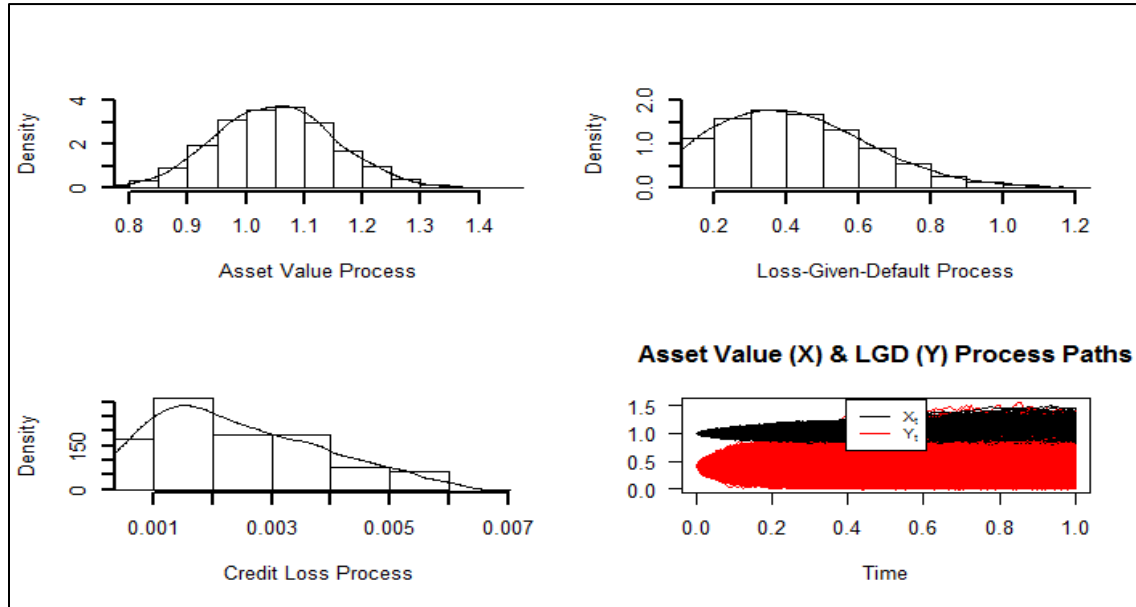 Density
0 2 4
0.8 0.9 1.0 1.1 1.2 1.3 1.4
Asset Value Process
Density
0.0 1.0 2.0
0.2 0.4 0.6 0.8 1.0 1.2
Loss-Given-Default Process
Density
0 150
0.001 0.003 0.005 0.007
Credit Loss Process
Asset Value (X) & LGD (Y) Process Paths
1.5
1.0
0.5
0.0
Xt
Yt
0.0 0.2 0.4 0.6 0.8 1.0
Time